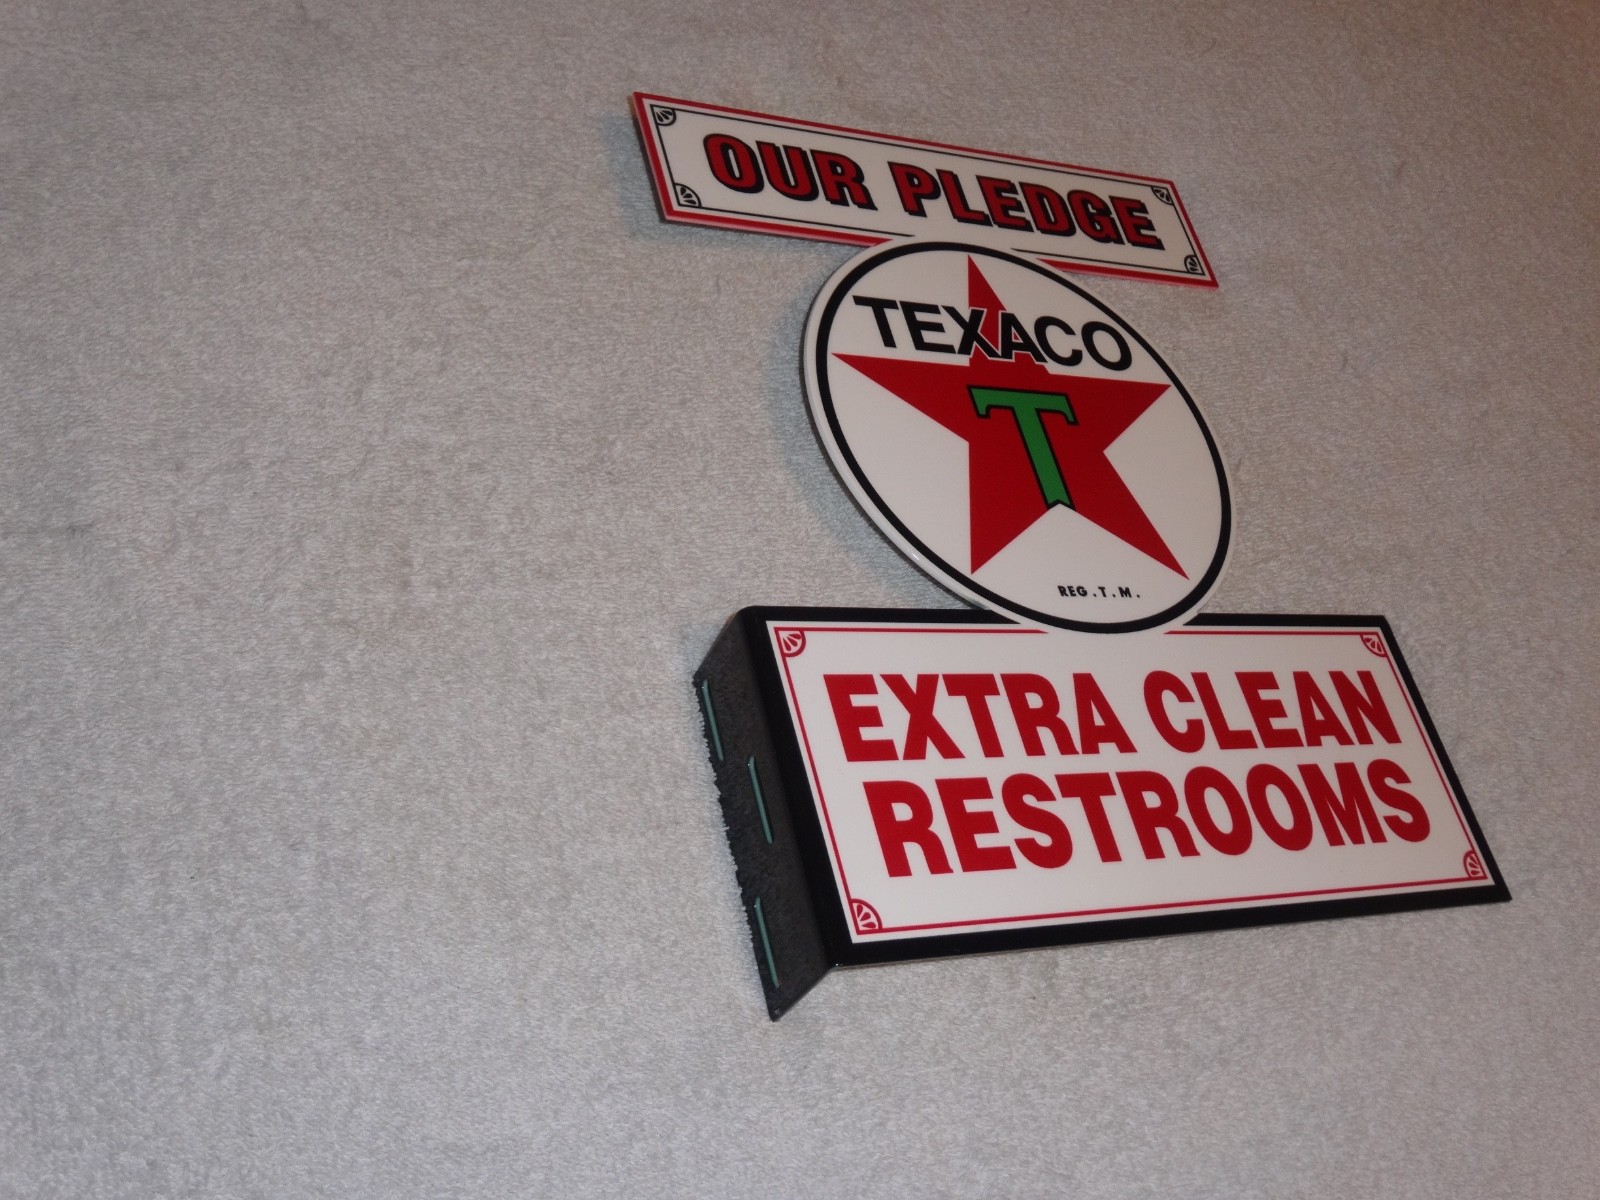 OUR PLEDGE
TEXACO
T
REG. T. M.
EXTRA CLEAN
RESTROOMS